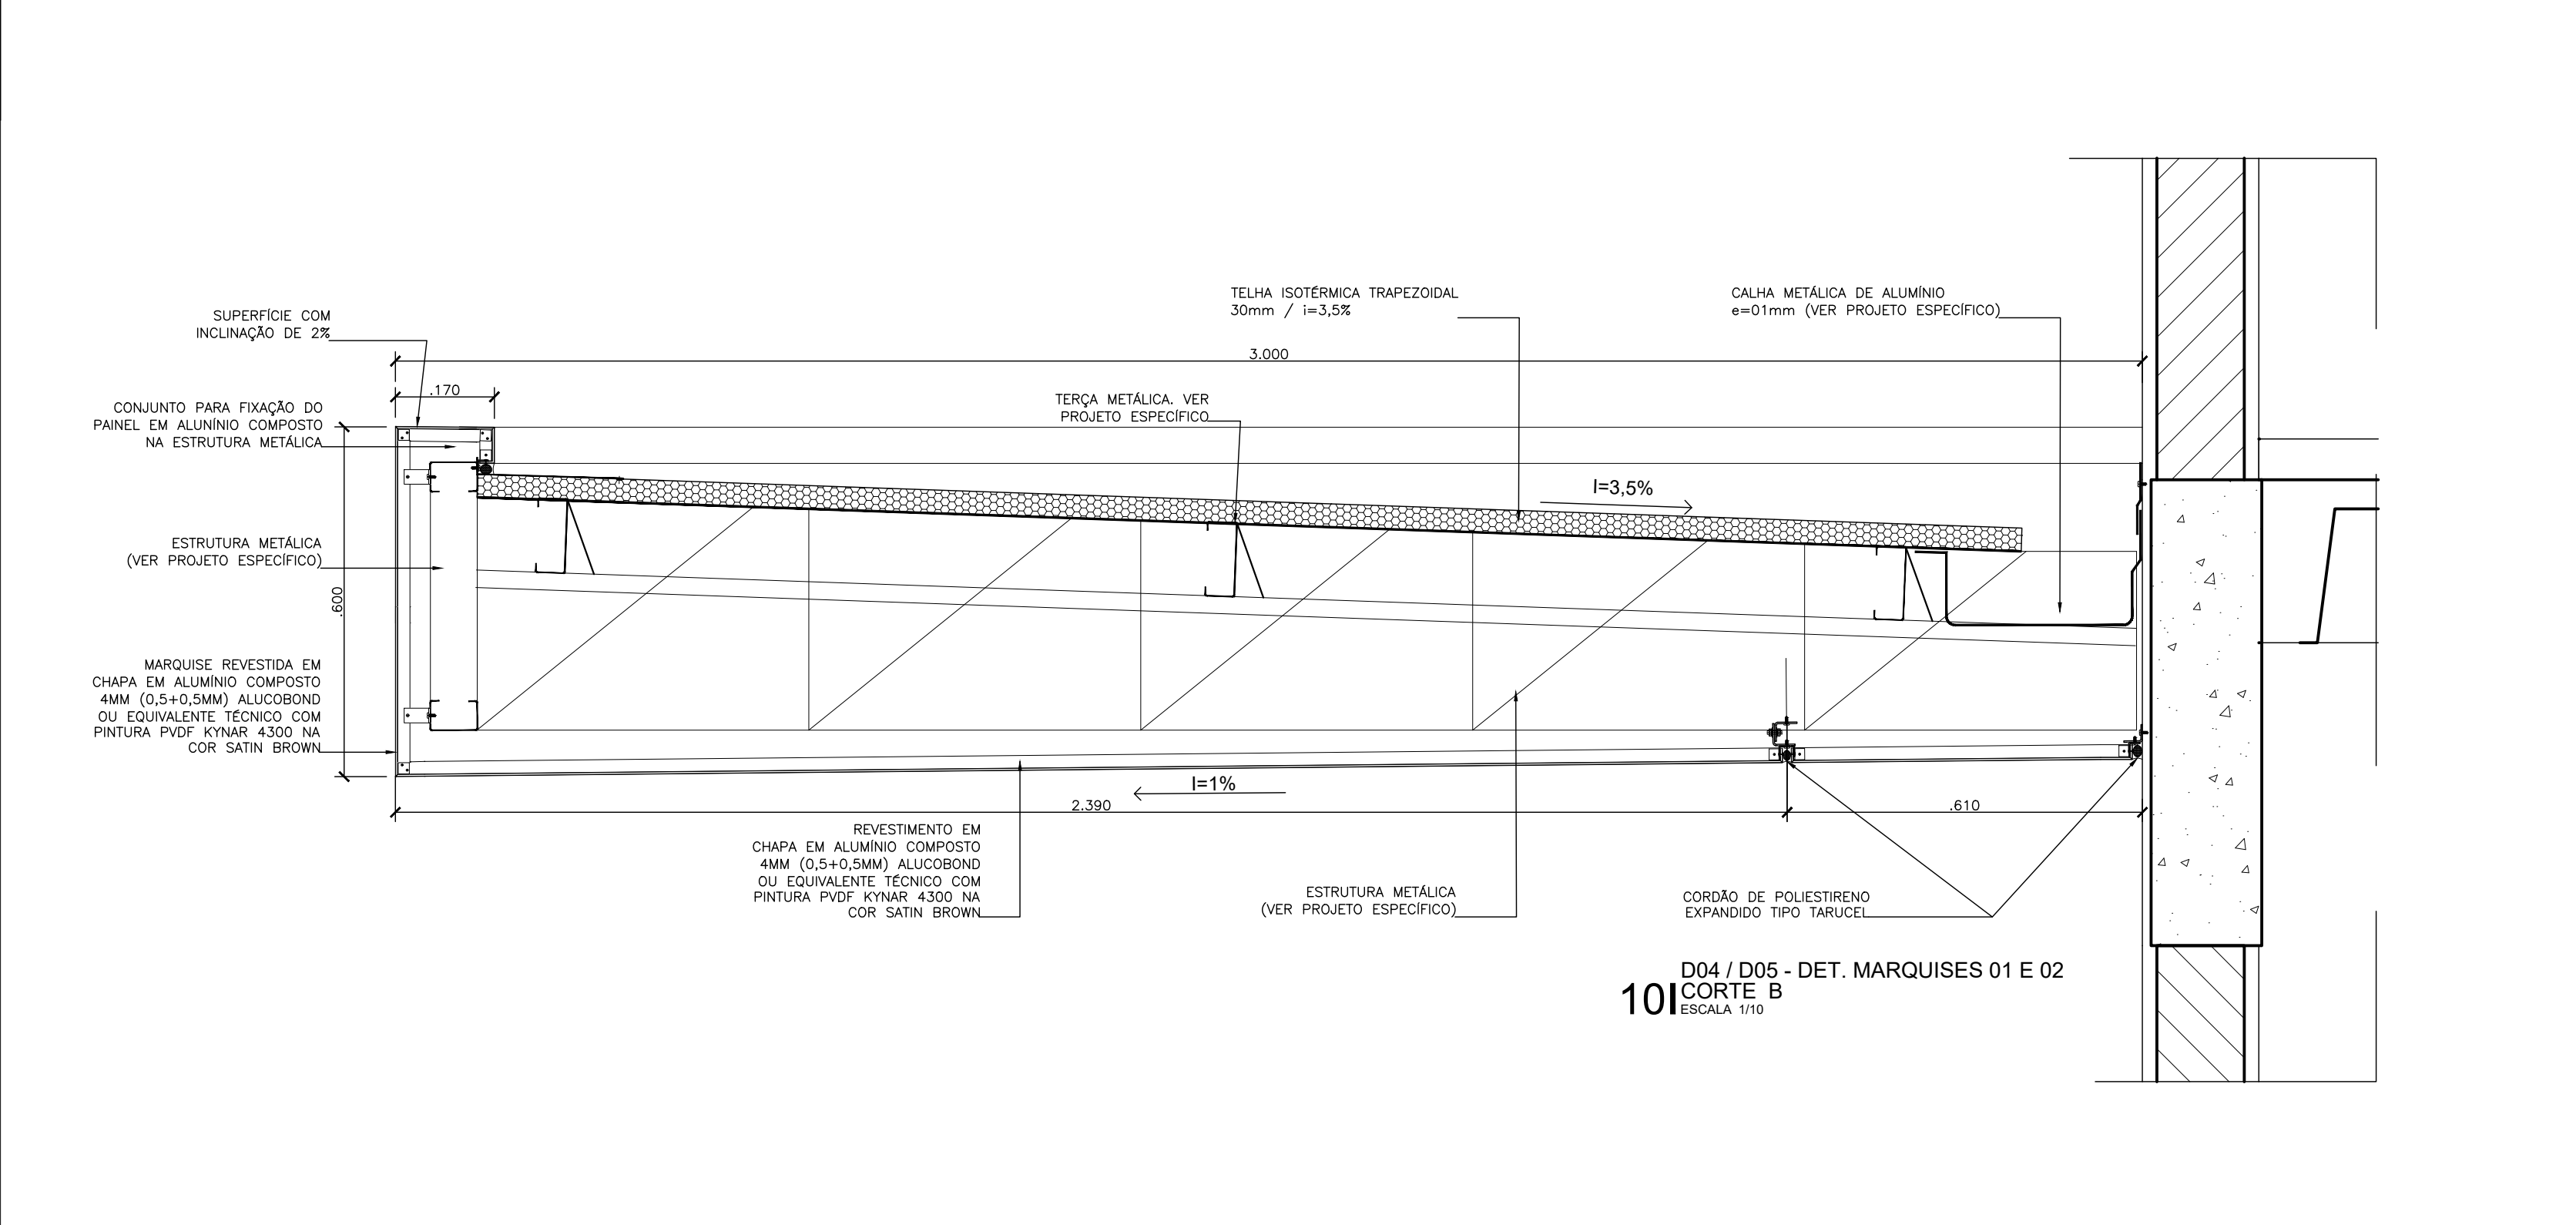 TELHA ISOTÉRMICA TRAPEZOIDAL
30mm / i=3,5%
CALHA METÁLICA DE ALUMÍNIO
e=01mm (VER PROJETO ESPECÍFICO)
SUPERFÍCIE COM
INCLINAÇÃO DE 2%
3.000
.170
CONJUNTO PARA FIXAÇÃO DO
PAINEL EM ALUNÍNIO COMPOSTO
NA ESTRUTURA METÁLICA
TERÇA METÁLICA. VER
PROJETO ESPECÍFICO
I=3,5%
ESTRUTURA METÁLICA
(VER PROJETO ESPECÍFICO)
.600
MARQUISE REVESTIDA EM
CHAPA EM ALUMÍNIO COMPOSTO
4MM (0,5+0,5MM) ALUCOBOND
OU EQUIVALENTE TÉCNICO COM
PINTURA PVDF KYNAR 4300 NA
COR SATIN BROWN
I=1%
2.390
.610
REVESTIMENTO EM
CHAPA EM ALUMÍNIO COMPOSTO
4MM (0,5+0,5MM) ALUCOBOND
OU EQUIVALENTE TÉCNICO COM
PINTURA PVDF KYNAR 4300 NA
COR SATIN BROWN
ESTRUTURA METÁLICA
(VER PROJETO ESPECÍFICO)
CORDÃO DE POLIESTIRENO
EXPANDIDO TIPO TARUCEL
D04 / D05 - DET. MARQUISES 01 E 02
10 CORTE B
ESCALA 1/10